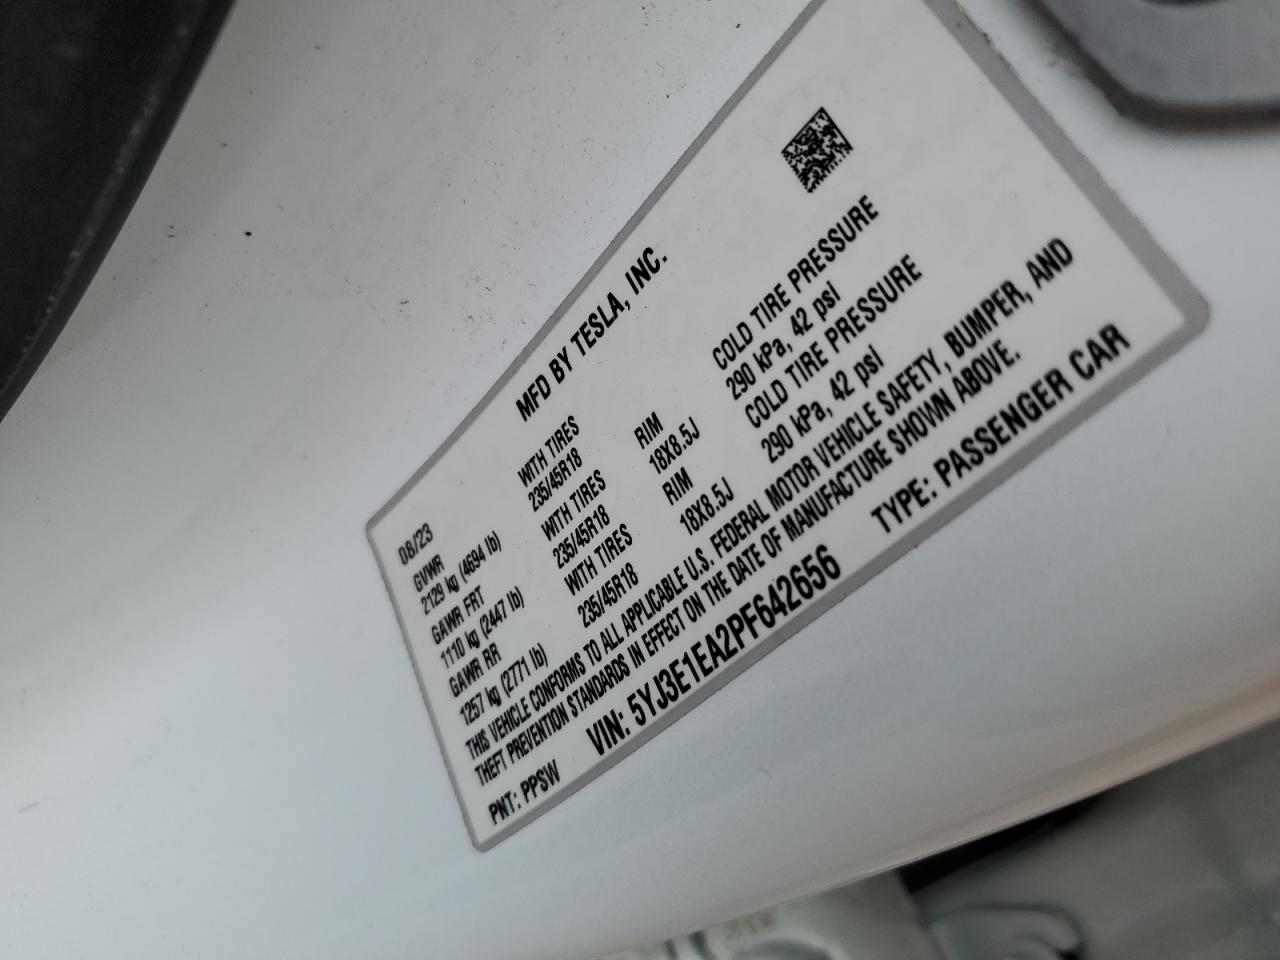 MFD BY TESLA, INC.
08/23
GVWR WITH TIRES RIM COLD TIRE PRESSURE
2129 kg (4694 lb) 235/45R18 18X8.5J 290 kPa, 42 psi
GAWR FRT WITH TIRES RIM COLD TIRE PRESSURE
1110 kg (2447 lb) 235/45R18 18X8.5J 290 kPa, 42 psi
GAWR RR WITH TIRES
1257 kg (2771 lb) 235/45R18
THIS VEHICLE CONFORMS TO ALL APPLICABLE U.S. FEDERAL MOTOR VEHICLE SAFETY, BUMPER, AND
THEFT PREVENTION STANDARDS IN EFFECT ON THE DATE OF MANUFACTURE SHOWN ABOVE.
PNT: PPSW VIN: 5YJ3E1EA2PF642656 TYPE: PASSENGER CAR